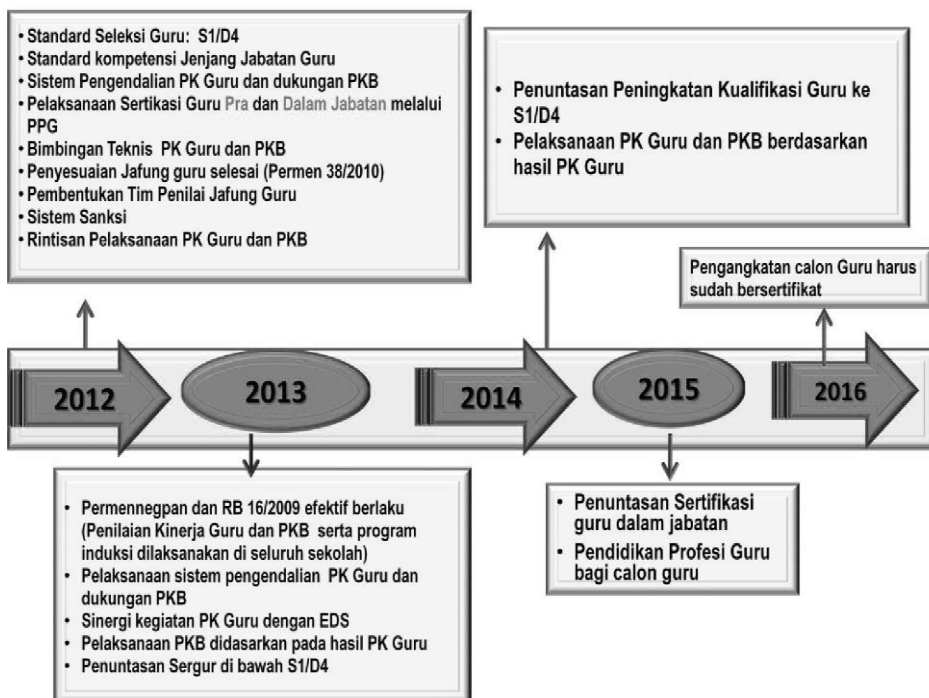 • Standard Seleksi Guru: S1/D4
• Standard kompetensi Jenjang Jabatan Guru
• Sistem Pengendalian PK Guru dan dukungan PKB
• Pelaksanaan Sertikasi Guru Pra dan Dalam Jabatan melalui
PPG
• Bimbingan Teknis PK Guru dan PKB
• Penyesuaian Jafung guru selesai (Permen 38/2010)
• Pembentukan Tim Penilai Jafung Guru
• Sistem Sanksi
• Rintisan Pelaksanaan PK Guru dan PKB
• Penuntasan Peningkatan Kualifikasi Guru ke
S1/D4
• Pelaksanaan PK Guru dan PKB berdasarkan
hasil PK Guru
Pengangkatan calon Guru harus
sudah bersertifikat
2012
2013
2014
2015
2016
• Permennegpan dan RB 16/2009 efektif berlaku
(Penilaian Kinerja Guru dan PKB serta program
induksi dilaksanakan di seluruh sekolah)
• Pelaksanaan sistem pengendalian PK Guru dan
dukungan PKB
• Sinergi kegiatan PK Guru dengan EDS
• Pelaksanaan PKB didasarkan pada hasil PK Guru
• Penuntasan Sergur di bawah S1/D4
• Penuntasan Sertifikasi
guru dalam jabatan
• Pendidikan Profesi Guru
bagi calon guru